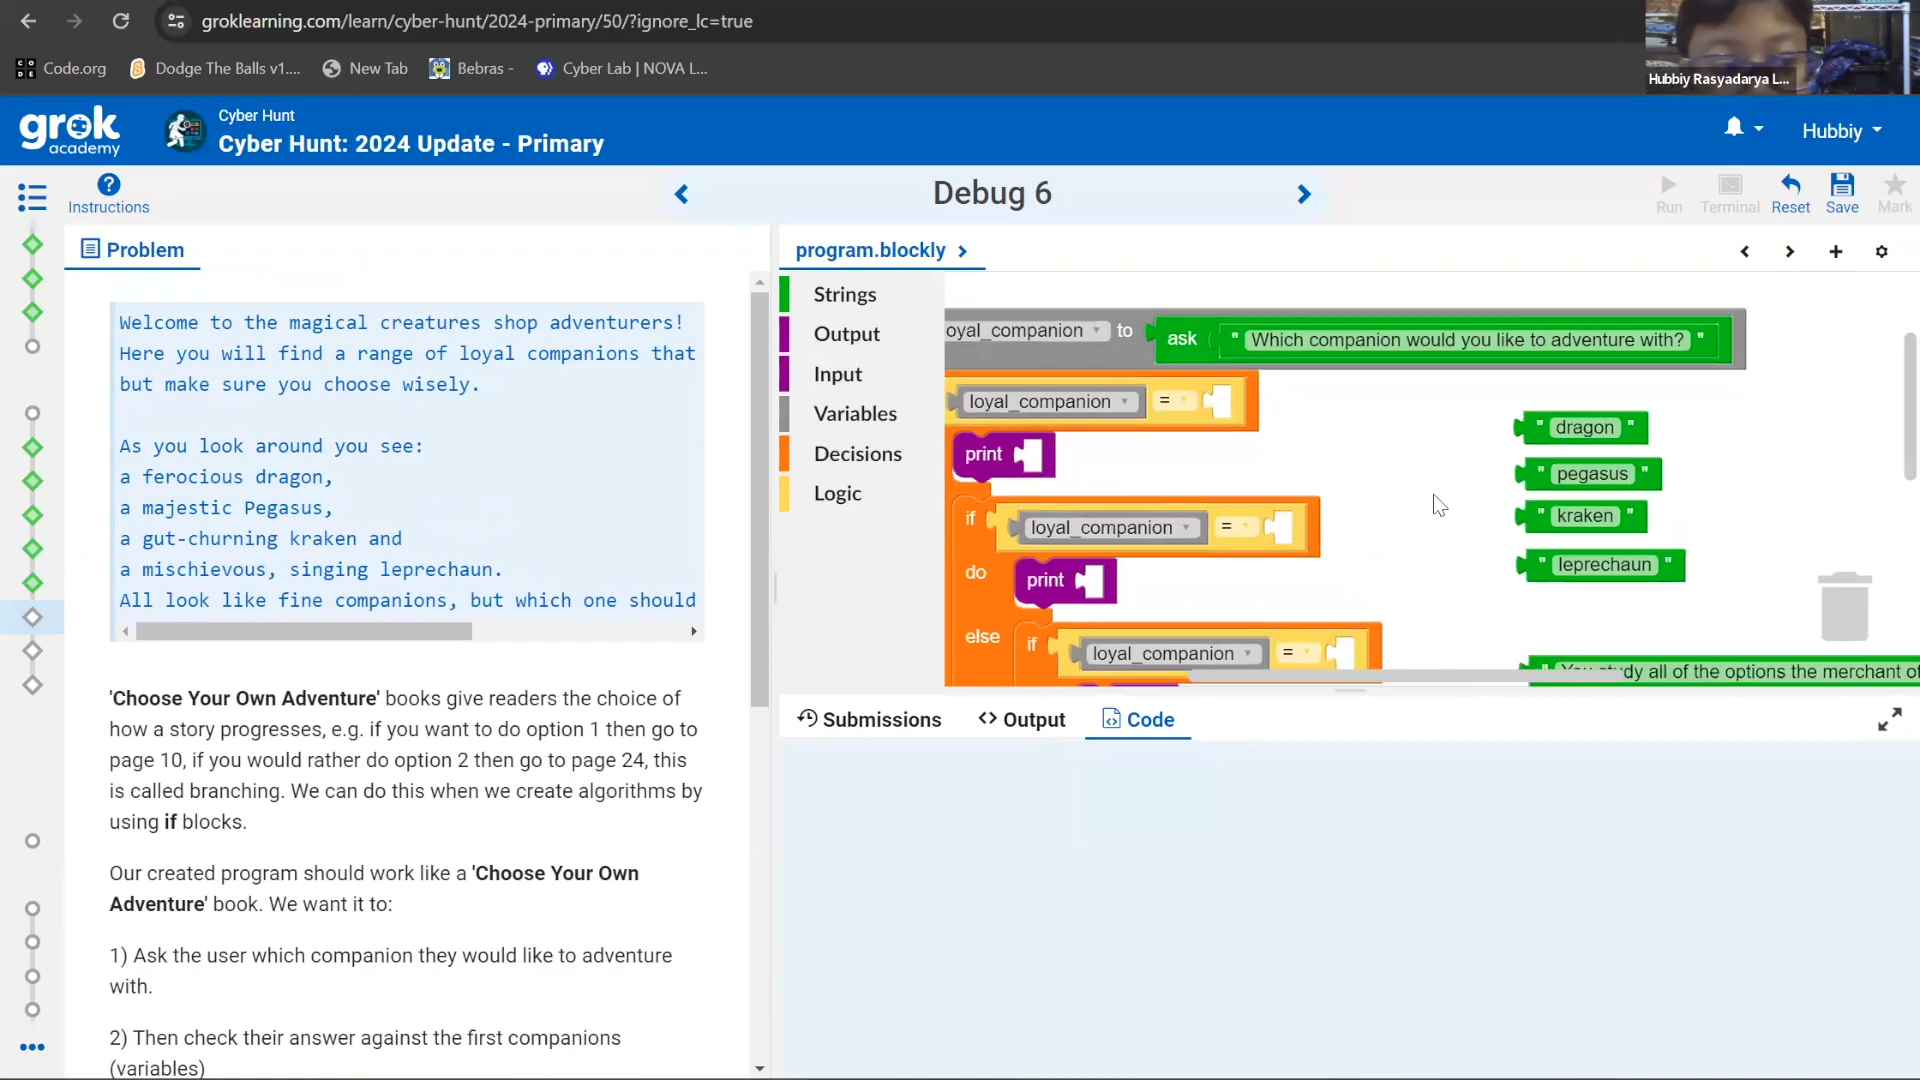 groklearning.com/learn/cyber-hunt/2024-primary/50/?ignore_lc=true
Code.org
Dodge The Balls v1....
New Tab
Bebras -
Cyber Lab | NOVA L...
Hubbiy Rasyadarya L...
grok
academy
Cyber Hunt
Cyber Hunt: 2024 Update - Primary
Hubbiy
Instructions
Debug 6
Run
Terminal
Reset
Save
Mark
Problem
Welcome to the magical creatures shop adventurers!
Here you will find a range of loyal companions that
but make sure you choose wisely.
As you look around you see:
a ferocious dragon,
a majestic Pegasus,
a gut-churning kraken and
a mischievous, singing leprechaun.
All look like fine companions, but which one should
'Choose Your Own Adventure' books give readers the choice of
how a story progresses, e.g. if you want to do option 1 then go to
page 10, if you would rather do option 2 then go to page 24, this
is called branching. We can do this when we create algorithms by
using if blocks.
Our created program should work like a 'Choose Your Own
Adventure' book. We want it to:
1) Ask the user which companion they would like to adventure
with.
2) Then check their answer against the first companions
(variables)
program.blockly
Strings
Output
Input
Variables
Decisions
Logic
oyal_companion to ask " Which companion would you like to adventure with? "
loyal_companion =
print
if loyal_companion =
do print
else if loyal_companion =
" dragon "
" pegasus "
" kraken "
" leprechaun "
" You study all of the options the merchant of
Submissions
Output
Code